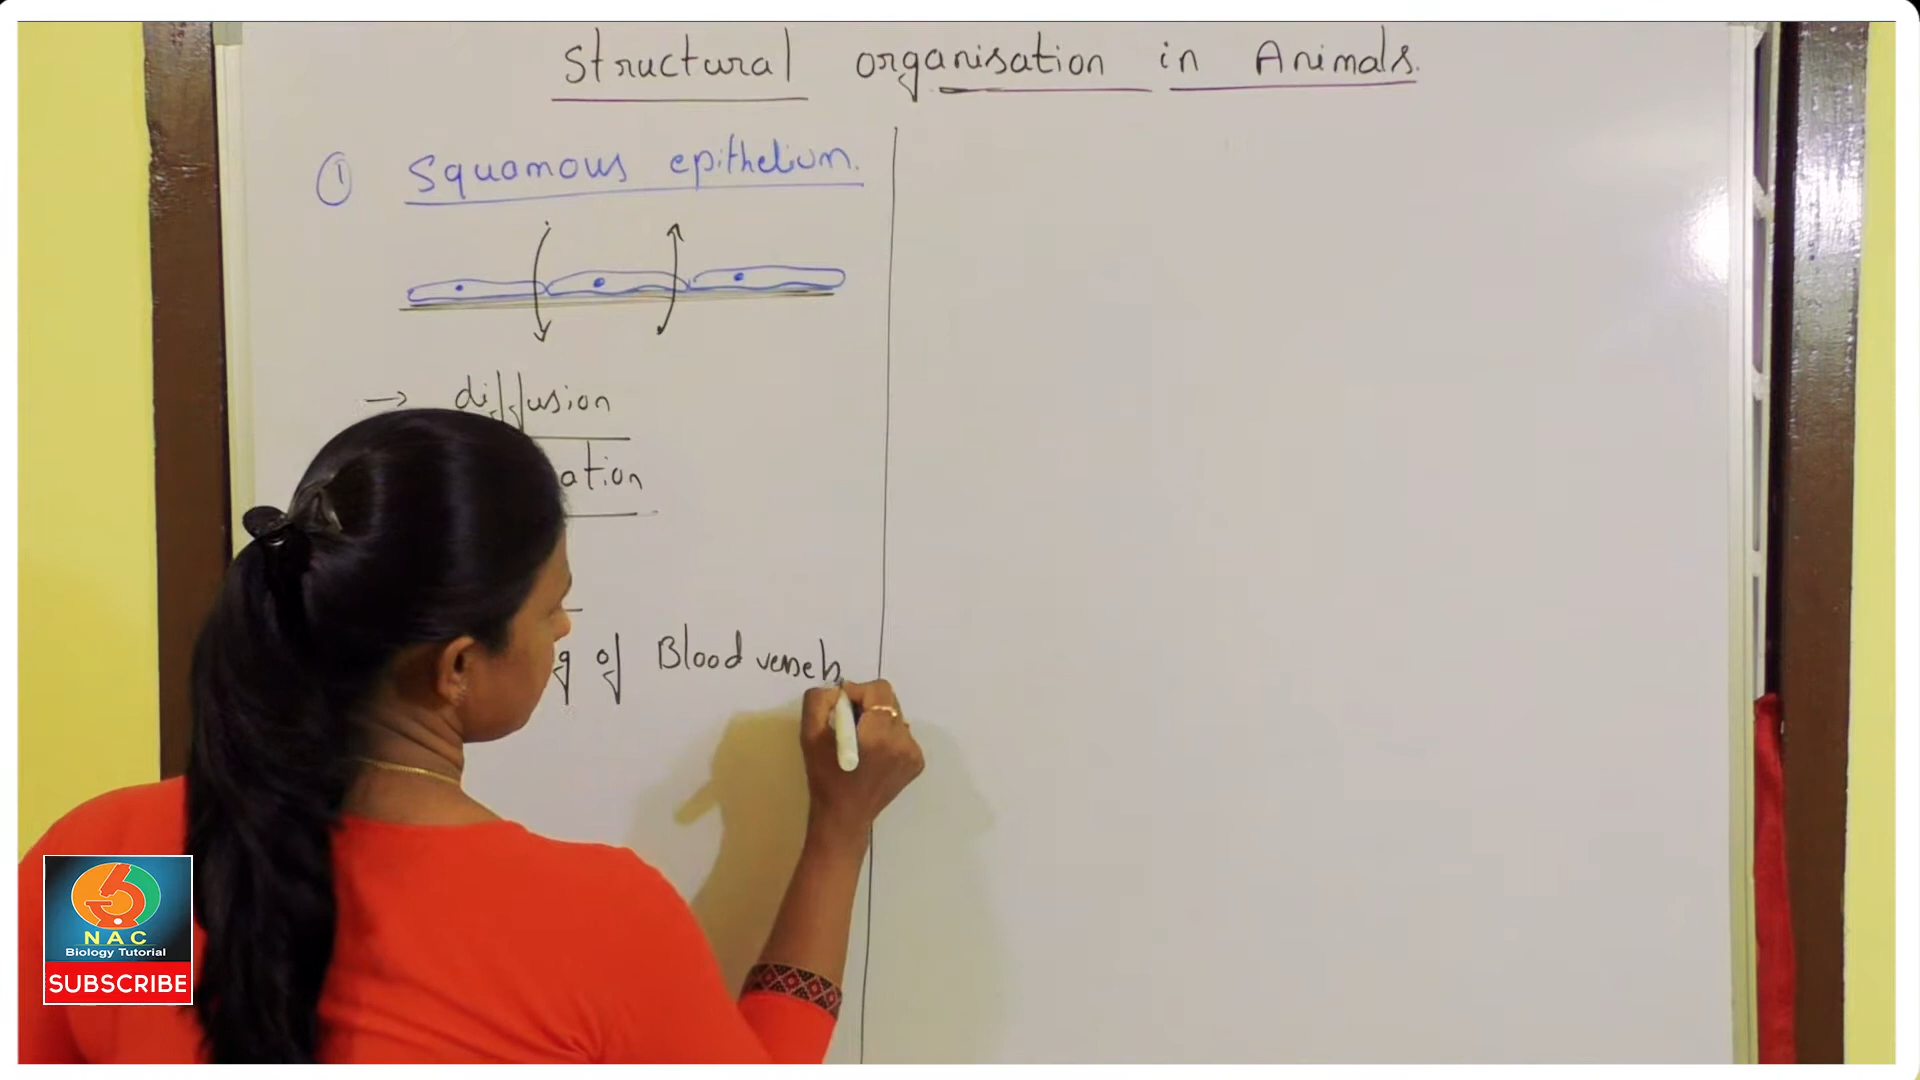 Structural organisation in Animals.
① Squamous epithelium.
→ diffusion
ation
g of Blood vessels
NAC
Biology Tutorial
SUBSCRIBE